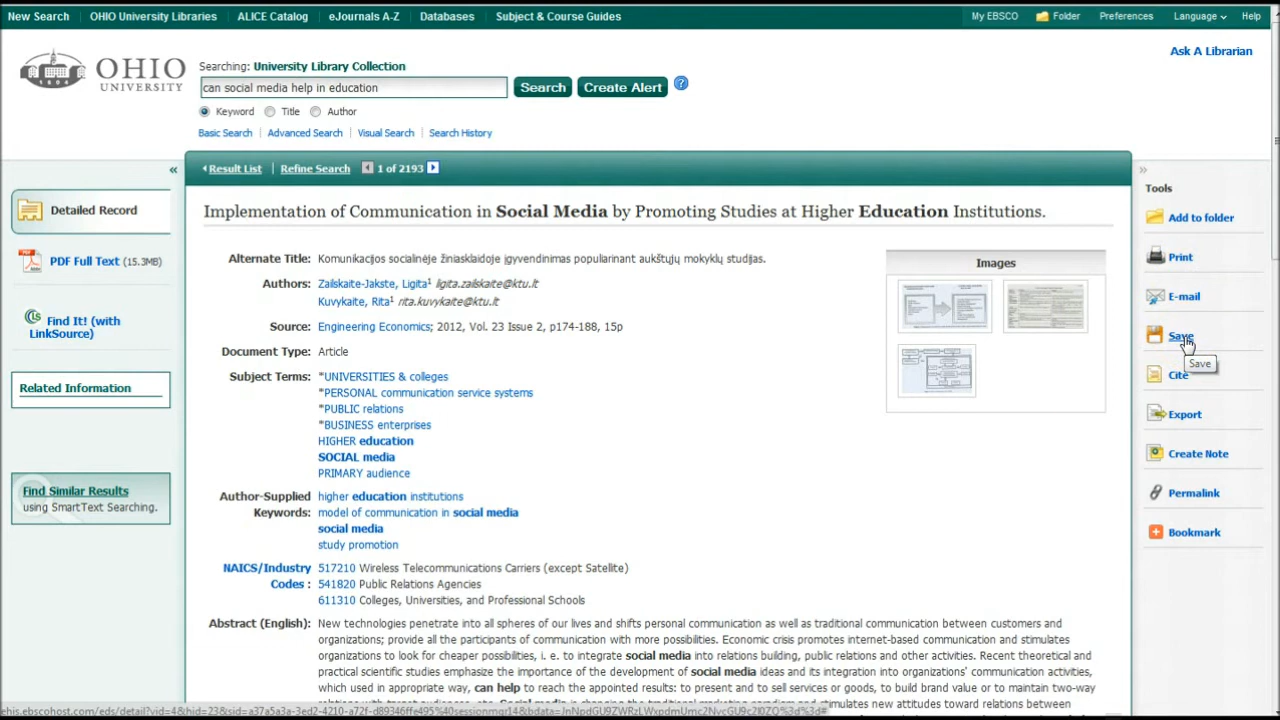 New Search OHIO University Libraries ALICE Catalog eJournals A-Z Databases Subject & Course Guides My EBSCO Folder Preferences Language Help
Ask A Librarian
OHIO
UNIVERSITY
1804
Searching: University Library Collection
can social media help in education Search Create Alert ?
Keyword Title Author
Basic Search | Advanced Search | Visual Search | Search History
« Result List | Refine Search 1 of 2193 »
Detailed Record
PDF Full Text (15.3MB)
Find It! (with
LinkSource)
Related Information
Find Similar Results
using SmartText Searching.
Implementation of Communication in Social Media by Promoting Studies at Higher Education Institutions.
Alternate Title: Komunikacijos socialinėje žiniasklaidoje įgyvendinimas populiarinant aukštųjų mokyklų studijas.
Authors: Zailskaite-Jakste, Ligita1 ligita.zailskaite@ktu.lt
Kuvykaite, Rita1 rita.kuvykaite@ktu.lt
Source: Engineering Economics; 2012, Vol. 23 Issue 2, p174-188, 15p
Document Type: Article
Subject Terms: *UNIVERSITIES & colleges
*PERSONAL communication service systems
*PUBLIC relations
*BUSINESS enterprises
HIGHER education
SOCIAL media
PRIMARY audience
Author-Supplied Keywords: higher education institutions
model of communication in social media
social media
study promotion
NAICS/Industry Codes : 517210 Wireless Telecommunications Carriers (except Satellite)
541820 Public Relations Agencies
611310 Colleges, Universities, and Professional Schools
Abstract (English): New technologies penetrate into all spheres of our lives and shifts personal communication as well as traditional communication between customers and
organizations; provide all the participants of communication with more possibilities. Economic crisis promotes internet-based communication and stimulates
organizations to look for cheaper possibilities, i. e. to integrate social media into relations building, public relations and other activities. Recent theoretical and
practical scientific studies emphasize the importance of the development of social media ideas and its integration into organizations' communication activities,
which used in appropriate way, can help to reach the appointed results: to present and to sell services or goods, to build brand value or to maintain two-way
Images
Tools
Add to folder
Print
E-mail
Save
Save
Cite
Export
Create Note
Permalink
Bookmark